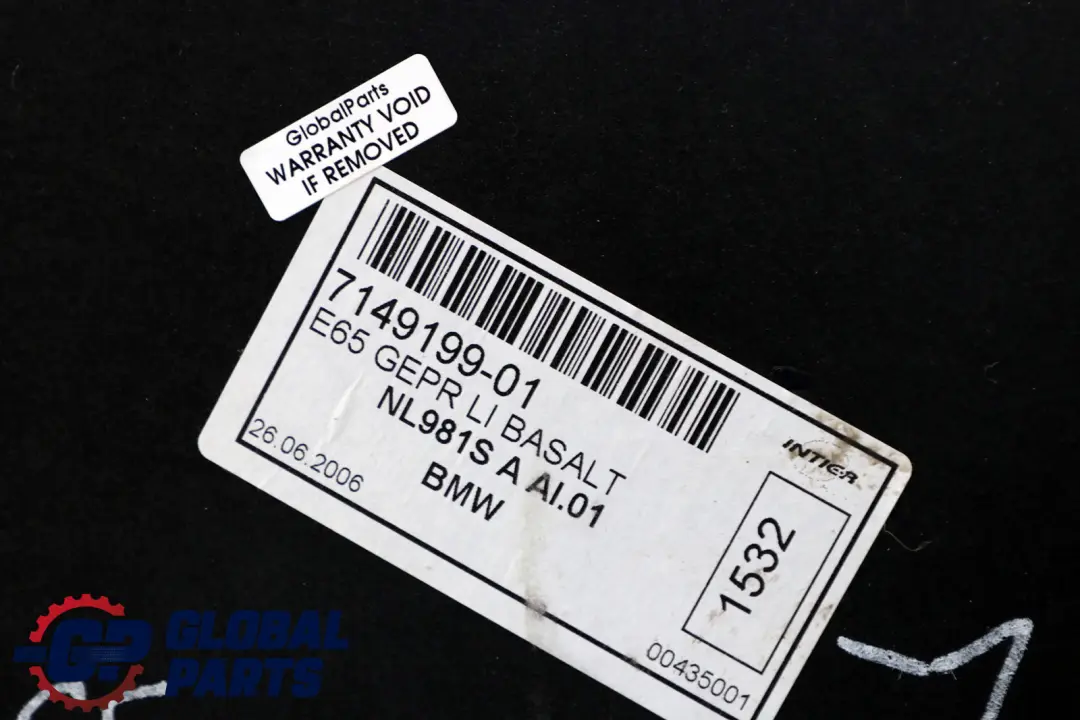 GlobalParts
WARRANTY VOID
IF REMOVED
7149199-01
E65 GEPR LI BASALT
NL981S A AI.01
BMW
26.06.2006
INTIER
1532
00435001
GP GLOBAL
PARTS